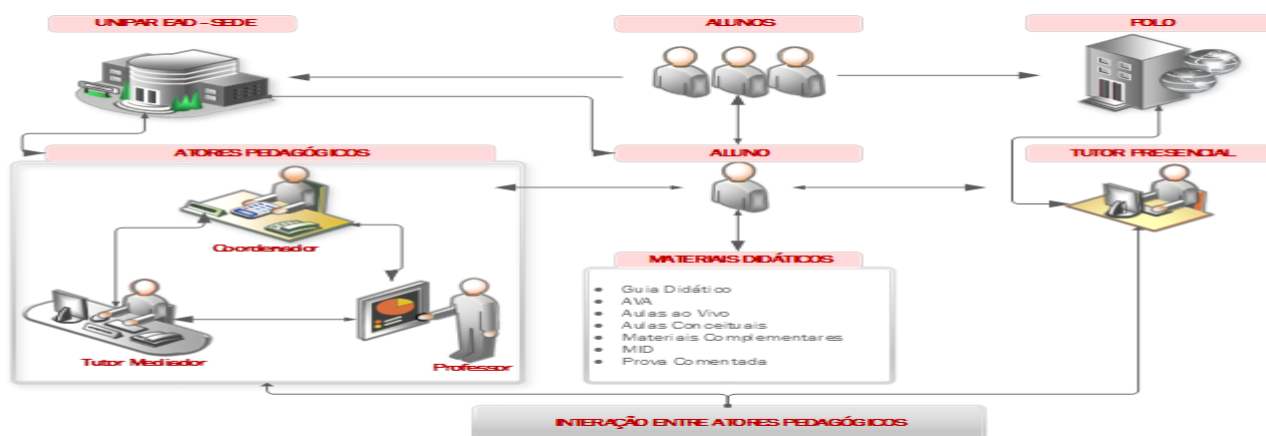 UNIPAR EAD – SEDE
ALUNOS
POLO
ATORES PEDAGÓGICOS
ALUNO
TUTOR PRESENCIAL
Coordenador
Tutor Mediador
Professor
MATERIAIS DIDÁTICOS
• Guia Didático
• AVA
• Aulas ao Vivo
• Aulas Conceituais
• Materiais Complementares
• MID
• Prova Comentada
INTERAÇÃO ENTRE ATORES PEDAGÓGICOS